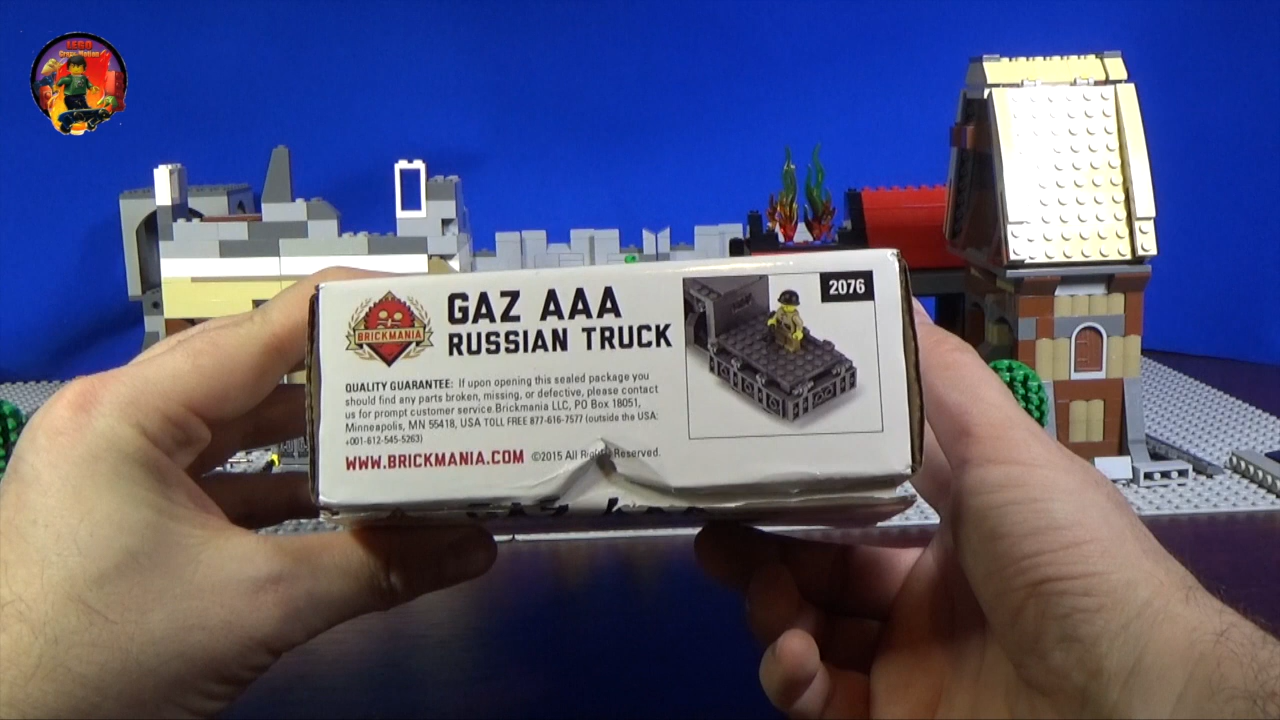 LEGO
Crazy Motion
BRICKMANIA
GAZ AAA
RUSSIAN TRUCK
2076
QUALITY GUARANTEE: If upon opening this sealed package you
should find any parts broken, missing, or defective, please contact
us for prompt customer service.Brickmania LLC, PO Box 18051,
Minneapolis, MN 55418, USA TOLL FREE 877-616-7577 (outside the USA:
+001-612-545-5263)
WWW.BRICKMANIA.COM ©2015 All Rights Reserved.